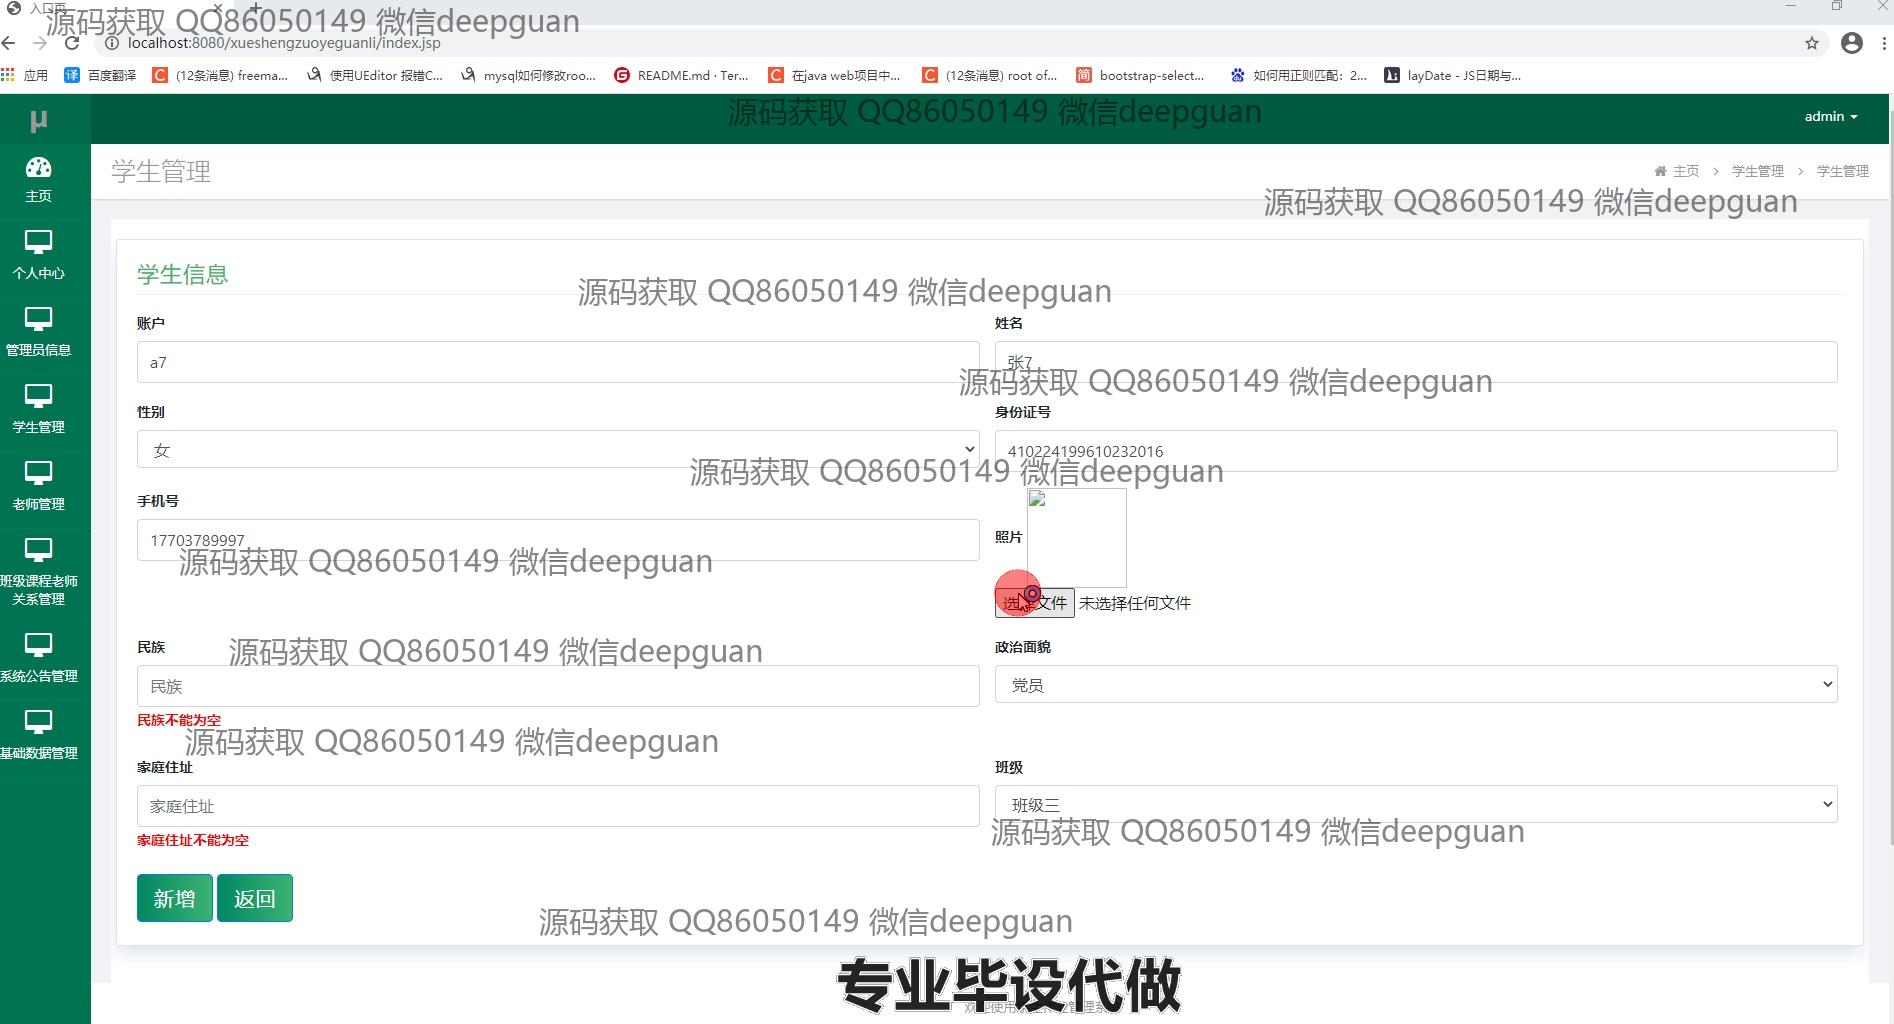 入口页
源码获取 QQ86050149 微信deepguan
localhost:8080/xueshengzuoyeguanli/index.jsp
应用
百度翻译
(12条消息) freema...
使用UEditor 报错C...
mysql如何修改roo...
README.md · Ter...
在java web项目中...
(12条消息) root of...
bootstrap-select...
如何用正则匹配：2...
layDate - JS日期与...
μ
源码获取 QQ86050149 微信deepguan
admin
主页
个人中心
管理员信息
学生管理
老师管理
班级课程老师
关系管理
系统公告管理
基础数据管理
学生管理
主页 > 学生管理 > 学生管理
源码获取 QQ86050149 微信deepguan
学生信息
源码获取 QQ86050149 微信deepguan
账户
a7
姓名
张7
源码获取 QQ86050149 微信deepguan
性别
女
身份证号
410224199610232016
源码获取 QQ86050149 微信deepguan
手机号
17703789997
源码获取 QQ86050149 微信deepguan
照片
选择文件 未选择任何文件
民族
民族
民族不能为空
源码获取 QQ86050149 微信deepguan
政治面貌
党员
源码获取 QQ86050149 微信deepguan
家庭住址
家庭住址
家庭住址不能为空
班级
班级三
源码获取 QQ86050149 微信deepguan
新增
返回
源码获取 QQ86050149 微信deepguan
专业毕设代做